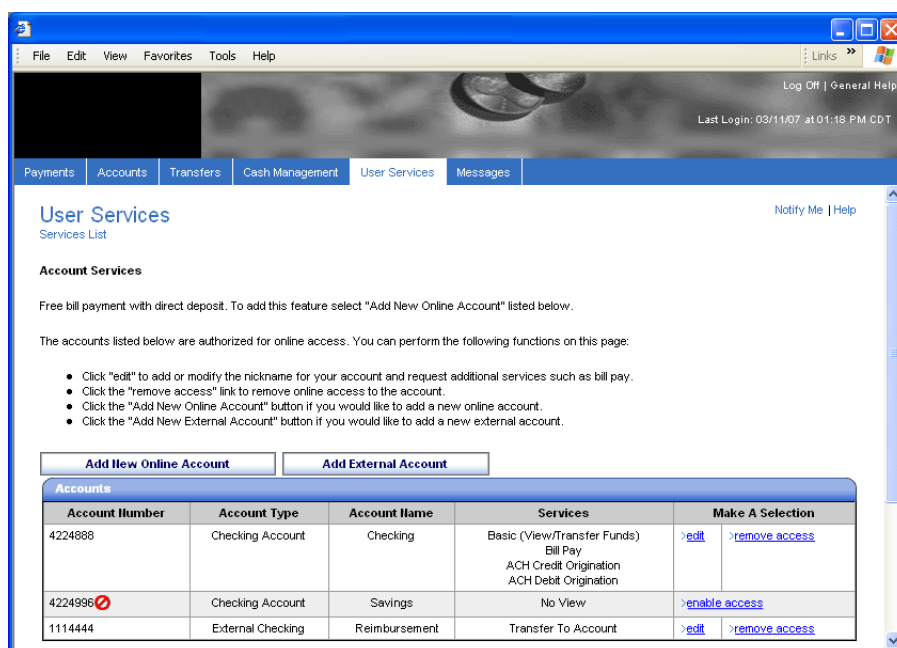 File Edit View Favorites Tools Help Links »
Log Off | General Help
Last Login: 03/11/07 at 01:18 PM CDT
Payments Accounts Transfers Cash Management User Services Messages
User Services
Notify Me | Help
Services List
Account Services
Free bill payment with direct deposit. To add this feature select "Add New Online Account" listed below.
The accounts listed below are authorized for online access. You can perform the following functions on this page:
• Click "edit" to add or modify the nickname for your account and request additional services such as bill pay.
• Click the "remove access" link to remove online access to the account.
• Click the "Add New Online Account" button if you would like to add a new online account.
• Click the "Add New External Account" button if you would like to add a new external account.
Add New Online Account Add External Account
Accounts
Account Number Account Type Account Name Services Make A Selection
4224888 Checking Account Checking Basic (View/Transfer Funds) >edit >remove access
Bill Pay
ACH Credit Origination
ACH Debit Origination
4224996 Checking Account Savings No View >enable access
1114444 External Checking Reimbursement Transfer To Account >edit >remove access